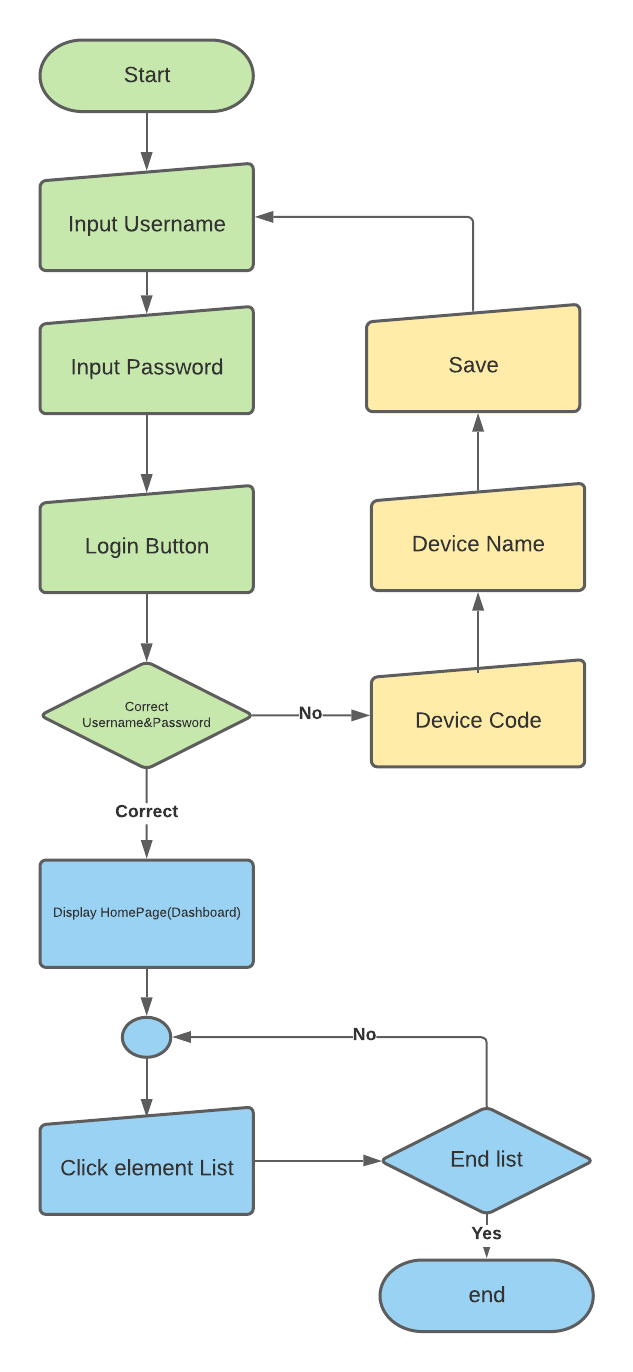 Start
Input Username
Input Password
Save
Login Button
Device Name
Correct
Username&Password
No
Device Code
Correct
Display HomePage(Dashboard)
No
Click element List
End list
Yes
end